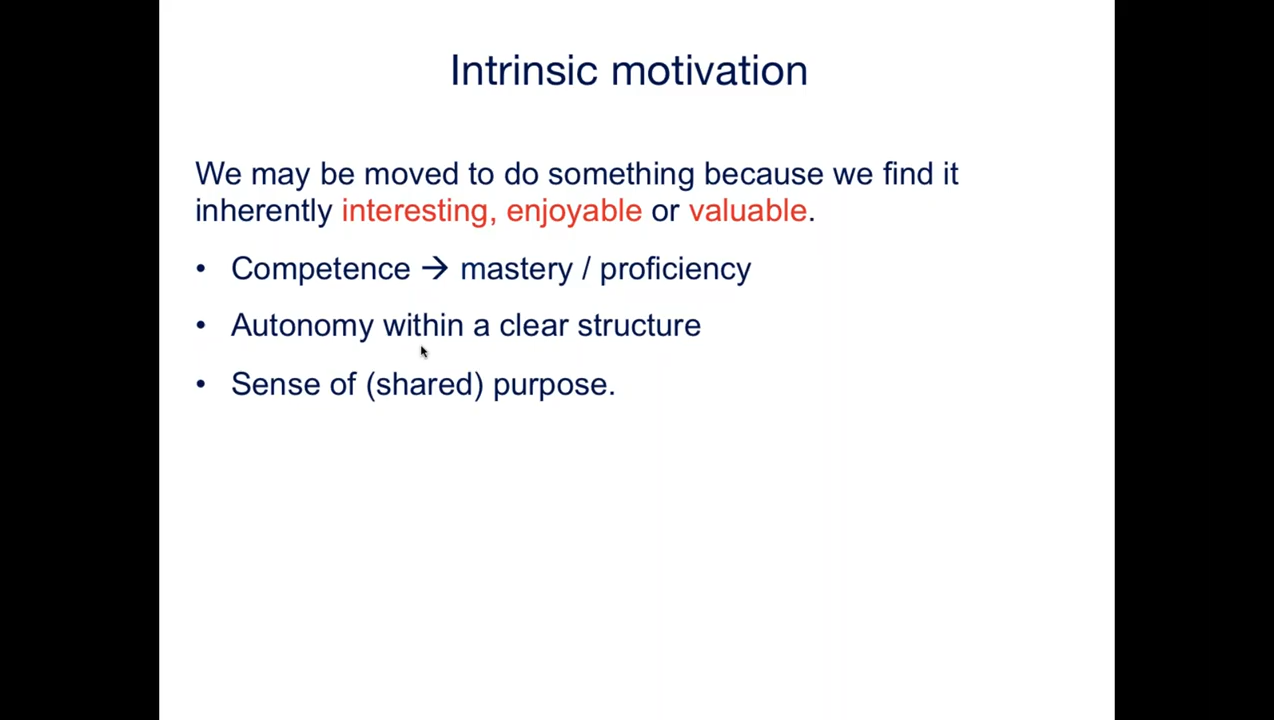 Intrinsic motivation
We may be moved to do something because we find it
inherently interesting, enjoyable or valuable.
• Competence → mastery / proficiency
• Autonomy within a clear structure
• Sense of (shared) purpose.